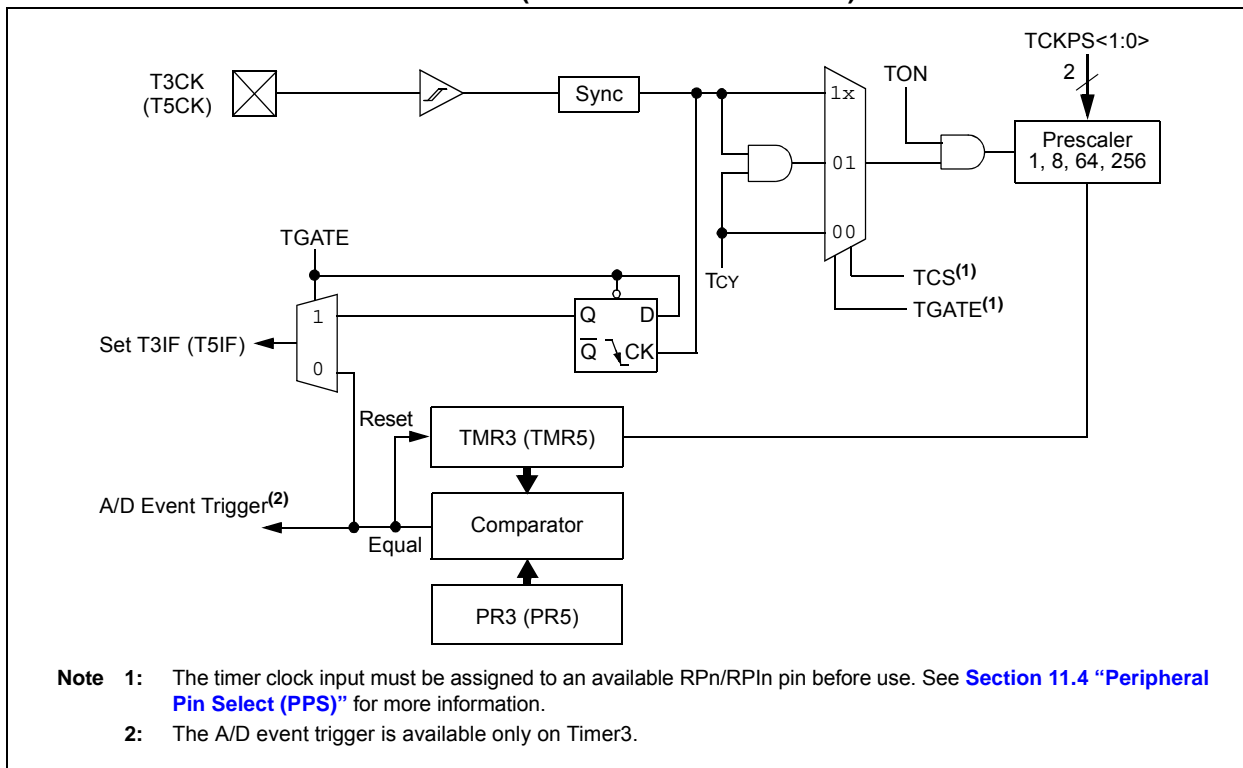 TCKPS<1:0>
2
T3CK
(T5CK)
Sync
1x
TON
Prescaler
1, 8, 64, 256
01
00
TGATE
TCY
TCS(1)
TGATE(1)
1
Q
D
Set T3IF (T5IF)
Q
CK
0
Reset
TMR3 (TMR5)
A/D Event Trigger(2)
Equal
Comparator
PR3 (PR5)
Note 1: The timer clock input must be assigned to an available RPn/RPIn pin before use. See Section 11.4 “Peripheral
Pin Select (PPS)” for more information.
2: The A/D event trigger is available only on Timer3.